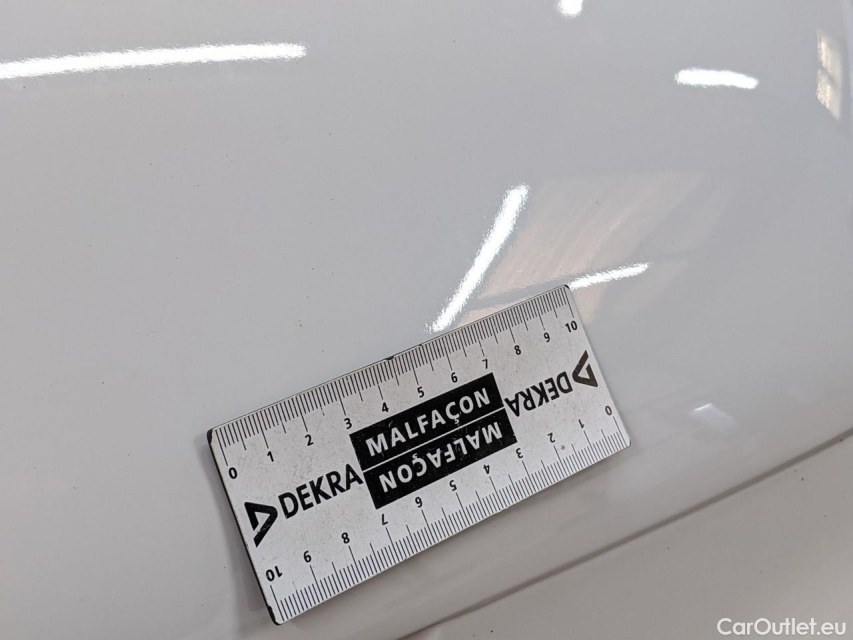 0 1 2 3 4 5 6 7 8 9 10
DEKRA MALFAÇON DEKRA
MALFAÇON
0 1 2 3 4 5 6 7 8 9 10
CarOutlet.eu